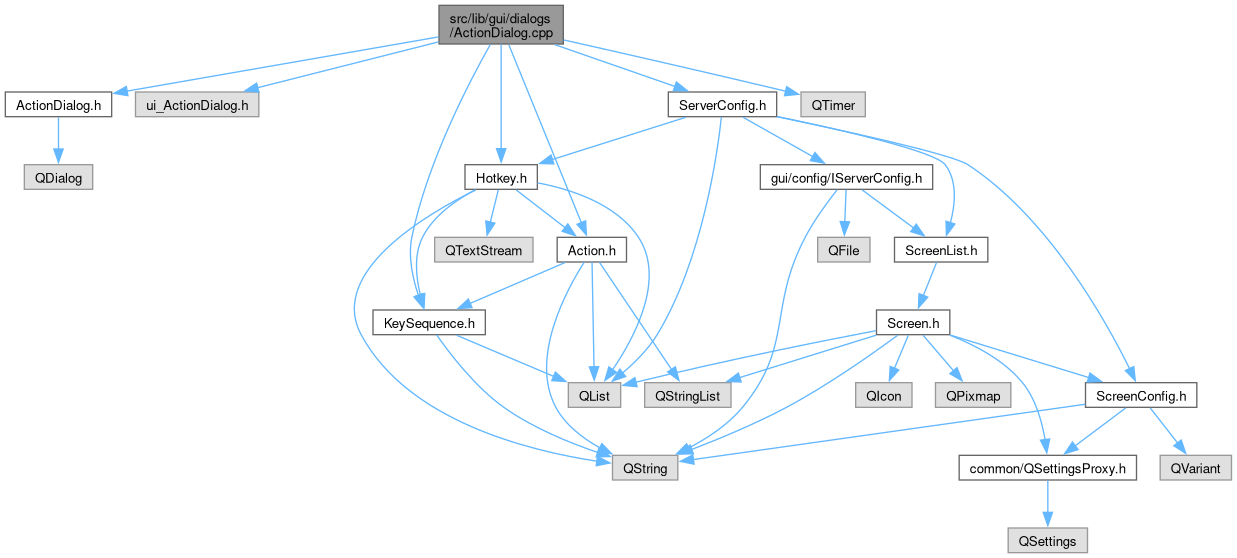 src/lib/gui/dialogs
/ActionDialog.cpp
ActionDialog.h
ui_ActionDialog.h
ServerConfig.h
QTimer
QDialog
Hotkey.h
gui/config/IServerConfig.h
QTextStream
Action.h
QFile
ScreenList.h
KeySequence.h
Screen.h
QList
QStringList
QIcon
QPixmap
ScreenConfig.h
QString
common/QSettingsProxy.h
QVariant
QSettings